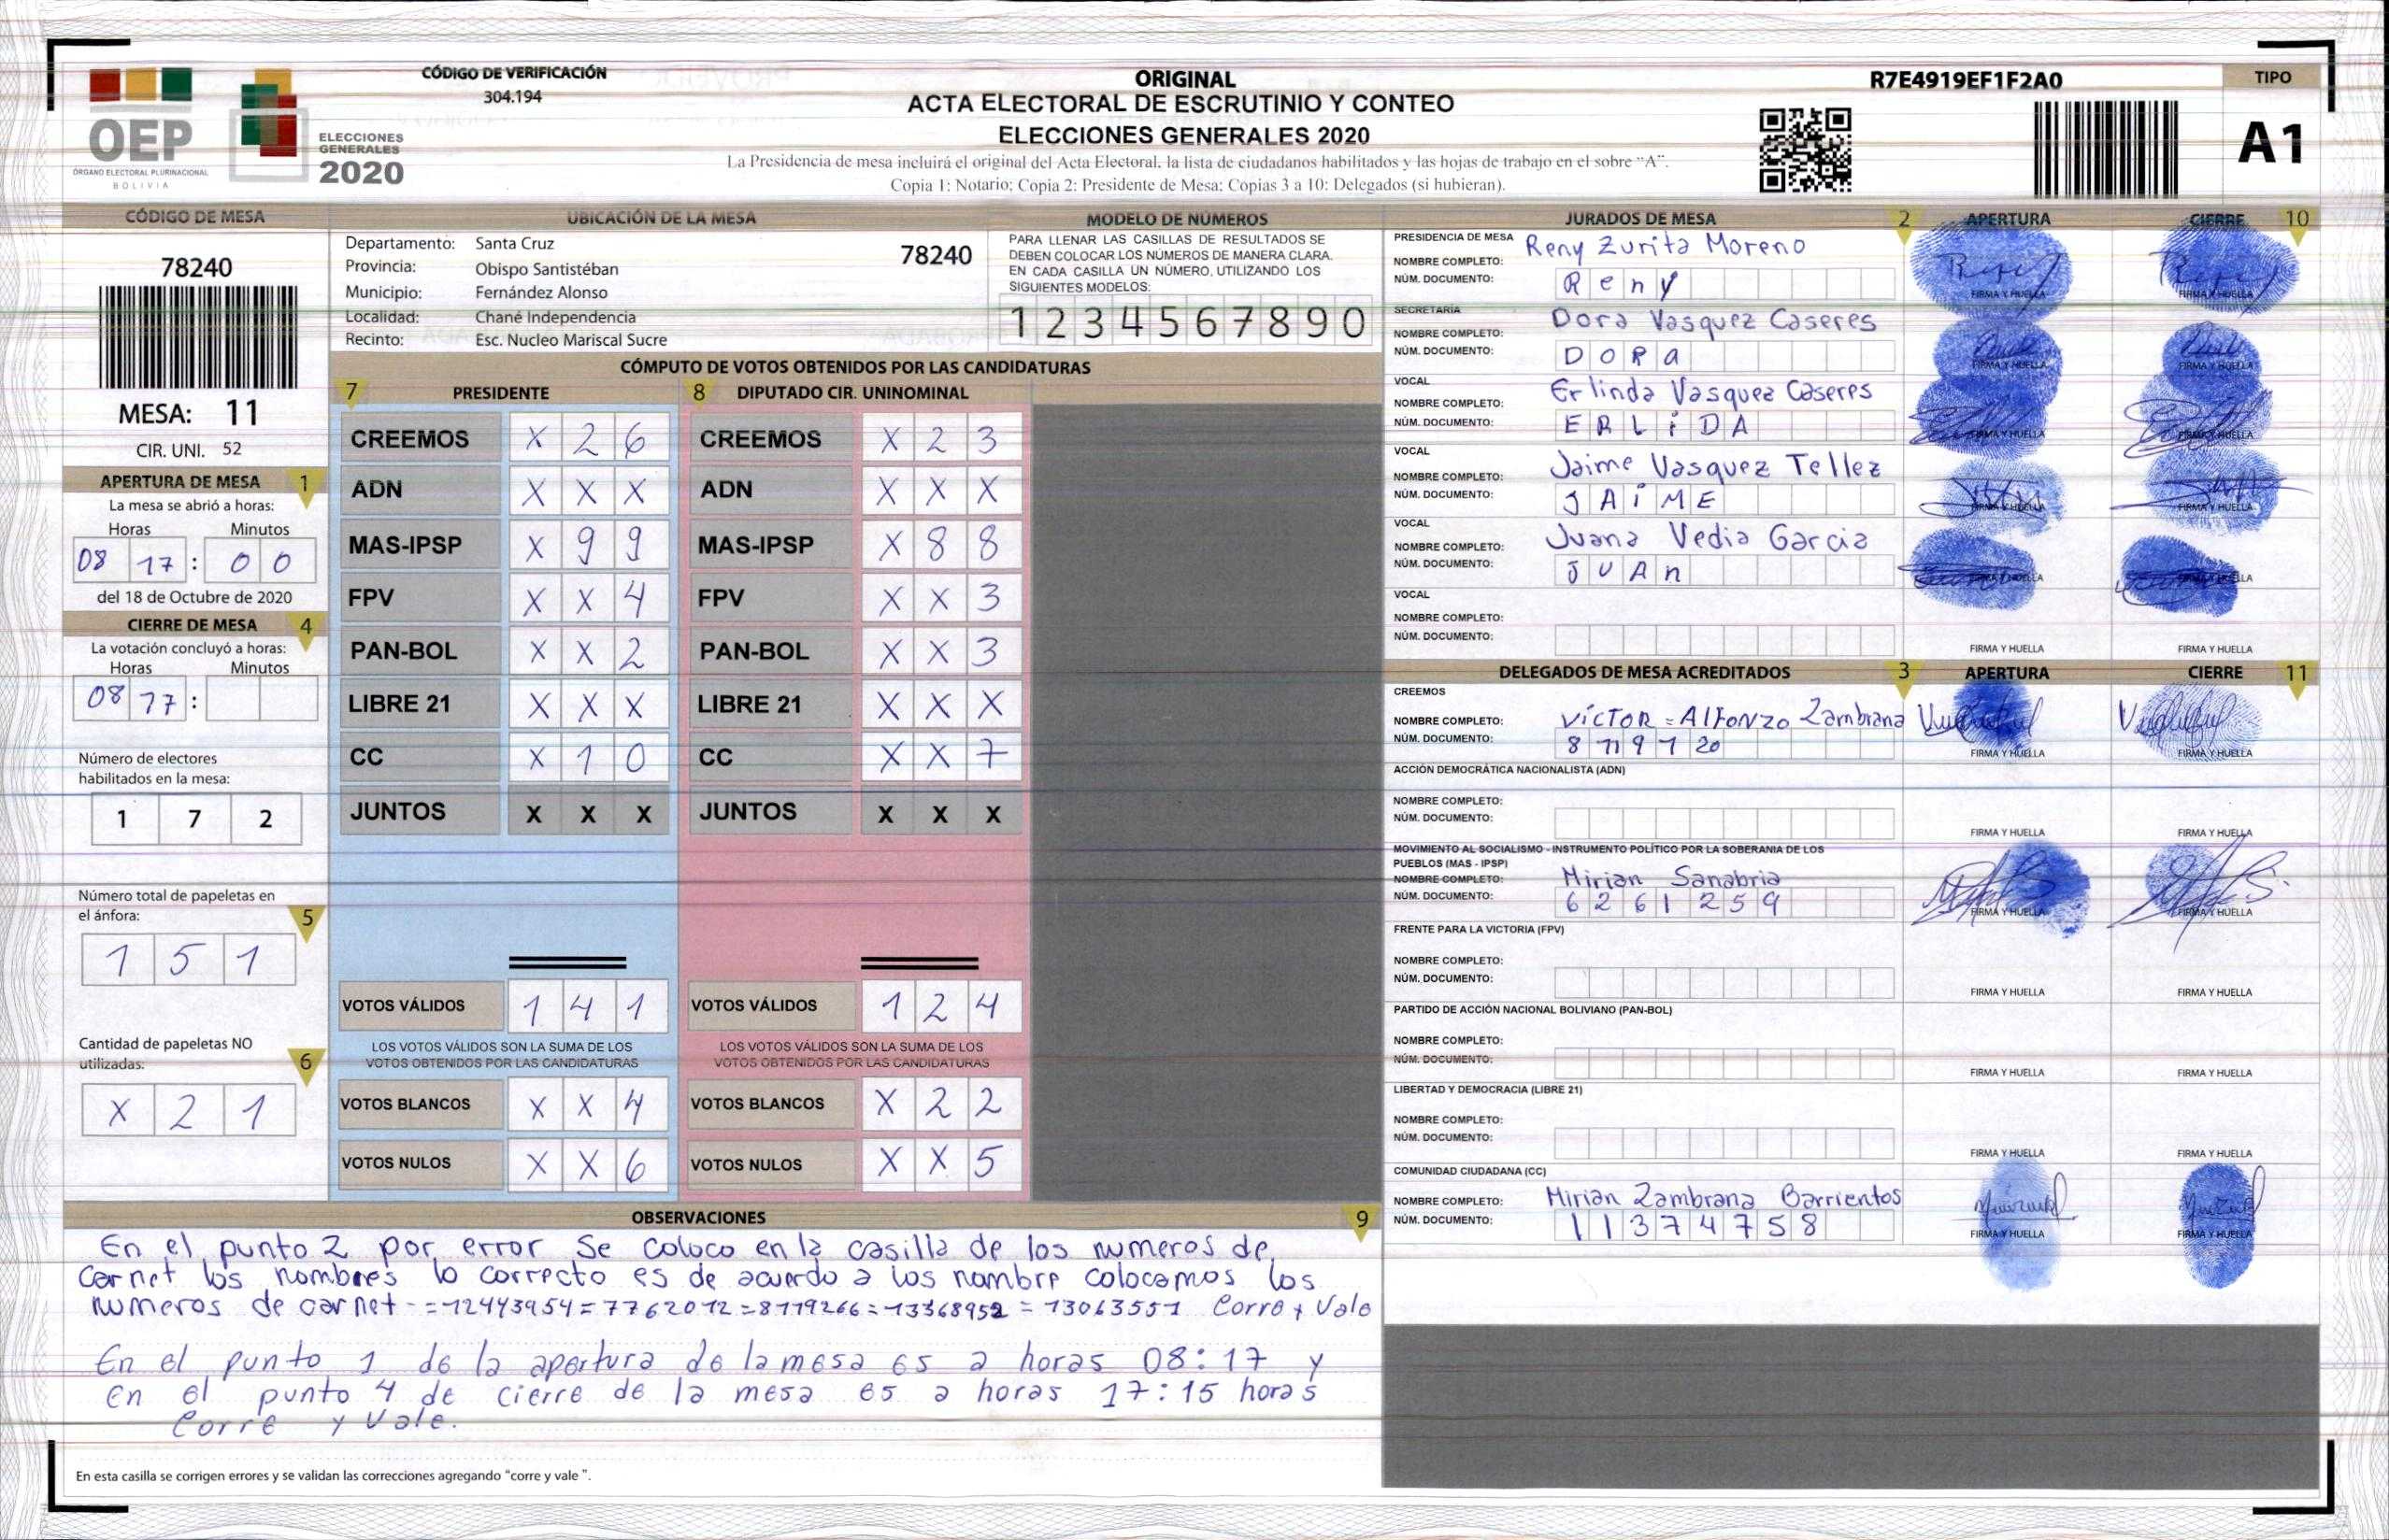 CÓDIGO DE VERIFICACIÓN
304.194
OEP
ÓRGANO ELECTORAL PLURINACIONAL
BOLIVIA
ELECCIONES
GENERALES
2020
ORIGINAL
ACTA ELECTORAL DE ESCRUTINIO Y CONTEO
ELECCIONES GENERALES 2020
La Presidencia de mesa incluirá el original del Acta Electoral, la lista de ciudadanos habilitados y las hojas de trabajo en el sobre "A".
Copia 1: Notario; Copia 2: Presidente de Mesa; Copias 3 a 10: Delegados (si hubieran).
R7E4919EF1F2A0
TIPO
A1
CÓDIGO DE MESA
78240
MESA: 11
CIR. UNI. 52
APERTURA DE MESA 1
La mesa se abrió a horas:
Horas Minutos
08 17 : 0 0
del 18 de Octubre de 2020
CIERRE DE MESA 4
La votación concluyó a horas:
Horas Minutos
08 :
Número de electores
habilitados en la mesa:
1 7 2
Número total de papeletas en
el ánfora: 5
1 5 1
Cantidad de papeletas NO
utilizadas: 6
X 2 1
UBICACIÓN DE LA MESA
Departamento: Santa Cruz 78240
Provincia: Obispo Santistéban
Municipio: Fernández Alonso
Localidad: Chané Independencia
Recinto: Esc. Nucleo Mariscal Sucre
MODELO DE NÚMEROS
PARA LLENAR LAS CASILLAS DE RESULTADOS SE
DEBEN COLOCAR LOS NÚMEROS DE MANERA CLARA.
EN CADA CASILLA UN NÚMERO, UTILIZANDO LOS
SIGUIENTES MODELOS:
1 2 3 4 5 6 7 8 9 0
CÓMPUTO DE VOTOS OBTENIDOS POR LAS CANDIDATURAS
7 PRESIDENTE 8 DIPUTADO CIR. UNINOMINAL
CREEMOS X 2 6 CREEMOS X 2 3
ADN X X X ADN X X X
MAS-IPSP X 9 9 MAS-IPSP X 8 8
FPV X X 4 FPV X X 3
PAN-BOL X X 2 PAN-BOL X X 3
LIBRE 21 X X X LIBRE 21 X X X
CC X 1 0 CC X X 7
JUNTOS X X X JUNTOS X X X
VOTOS VÁLIDOS 1 4 1 VOTOS VÁLIDOS 1 2 4
LOS VOTOS VÁLIDOS SON LA SUMA DE LOS LOS VOTOS VÁLIDOS SON LA SUMA DE LOS
VOTOS OBTENIDOS POR LAS CANDIDATURAS VOTOS OBTENIDOS POR LAS CANDIDATURAS
VOTOS BLANCOS X X 4 VOTOS BLANCOS X 2 2
VOTOS NULOS X X 6 VOTOS NULOS X X 5
JURADOS DE MESA 2 APERTURA CIERRE 10
PRESIDENCIA DE MESA
NOMBRE COMPLETO: Reny Zurita Moreno
NÚM. DOCUMENTO: R e n y FIRMA Y HUELLA FIRMA Y HUELLA
SECRETARÍA
NOMBRE COMPLETO: Dora Vasquez Caseres
NÚM. DOCUMENTO: D O R a FIRMA Y HUELLA FIRMA Y HUELLA
VOCAL
NOMBRE COMPLETO: Erlinda Vasquez Caseres
NÚM. DOCUMENTO: E R L i D A FIRMA Y HUELLA FIRMA Y HUELLA
VOCAL
NOMBRE COMPLETO: Jaime Vasquez Tellez
NÚM. DOCUMENTO: J A i M E FIRMA Y HUELLA FIRMA Y HUELLA
VOCAL
NOMBRE COMPLETO: Juana Vedia Garcia
NÚM. DOCUMENTO: J U A n FIRMA Y HUELLA FIRMA Y HUELLA
VOCAL
NOMBRE COMPLETO:
NÚM. DOCUMENTO: FIRMA Y HUELLA FIRMA Y HUELLA
DELEGADOS DE MESA ACREDITADOS 3 APERTURA CIERRE 11
CREEMOS
NOMBRE COMPLETO: VíCTOR = AlFONZO Zambrana
NÚM. DOCUMENTO: 8 719 1 20 FIRMA Y HUELLA FIRMA Y HUELLA
ACCIÓN DEMOCRÁTICA NACIONALISTA (ADN)
NOMBRE COMPLETO:
NÚM. DOCUMENTO: FIRMA Y HUELLA FIRMA Y HUELLA
MOVIMIENTO AL SOCIALISMO - INSTRUMENTO POLÍTICO POR LA SOBERANIA DE LOS
PUEBLOS (MAS - IPSP)
NOMBRE COMPLETO: Mirian Sanabria
NÚM. DOCUMENTO: 6 2 6 1 2 5 9 FIRMA Y HUELLA FIRMA Y HUELLA
FRENTE PARA LA VICTORIA (FPV)
NOMBRE COMPLETO:
NÚM. DOCUMENTO: FIRMA Y HUELLA FIRMA Y HUELLA
PARTIDO DE ACCIÓN NACIONAL BOLIVIANO (PAN-BOL)
NOMBRE COMPLETO:
NÚM. DOCUMENTO: FIRMA Y HUELLA FIRMA Y HUELLA
LIBERTAD Y DEMOCRACIA (LIBRE 21)
NOMBRE COMPLETO:
NÚM. DOCUMENTO: FIRMA Y HUELLA FIRMA Y HUELLA
COMUNIDAD CIUDADANA (CC)
NOMBRE COMPLETO: Mirian Zambrana Barrientos
NÚM. DOCUMENTO: 1 1 3 7 4 7 5 8 FIRMA Y HUELLA FIRMA Y HUELLA
OBSERVACIONES 9
En el punto 2 por error Se coloco en la casilla de los numeros de
carnet los nombres lo correcto es de acuerdo a los nombre colocamos los
numeros de carnet - = 12443954 = 7762012 = 8119266 = 13368952 = 13063551 Corre y Vale
En el punto 1 de la apertura de la mesa es a horas 08:17 y
en el punto 4 de cierre de la mesa es a horas 17:15 horas
Corre y Vale.
En esta casilla se corrigen errores y se validan las correcciones agregando "corre y vale".